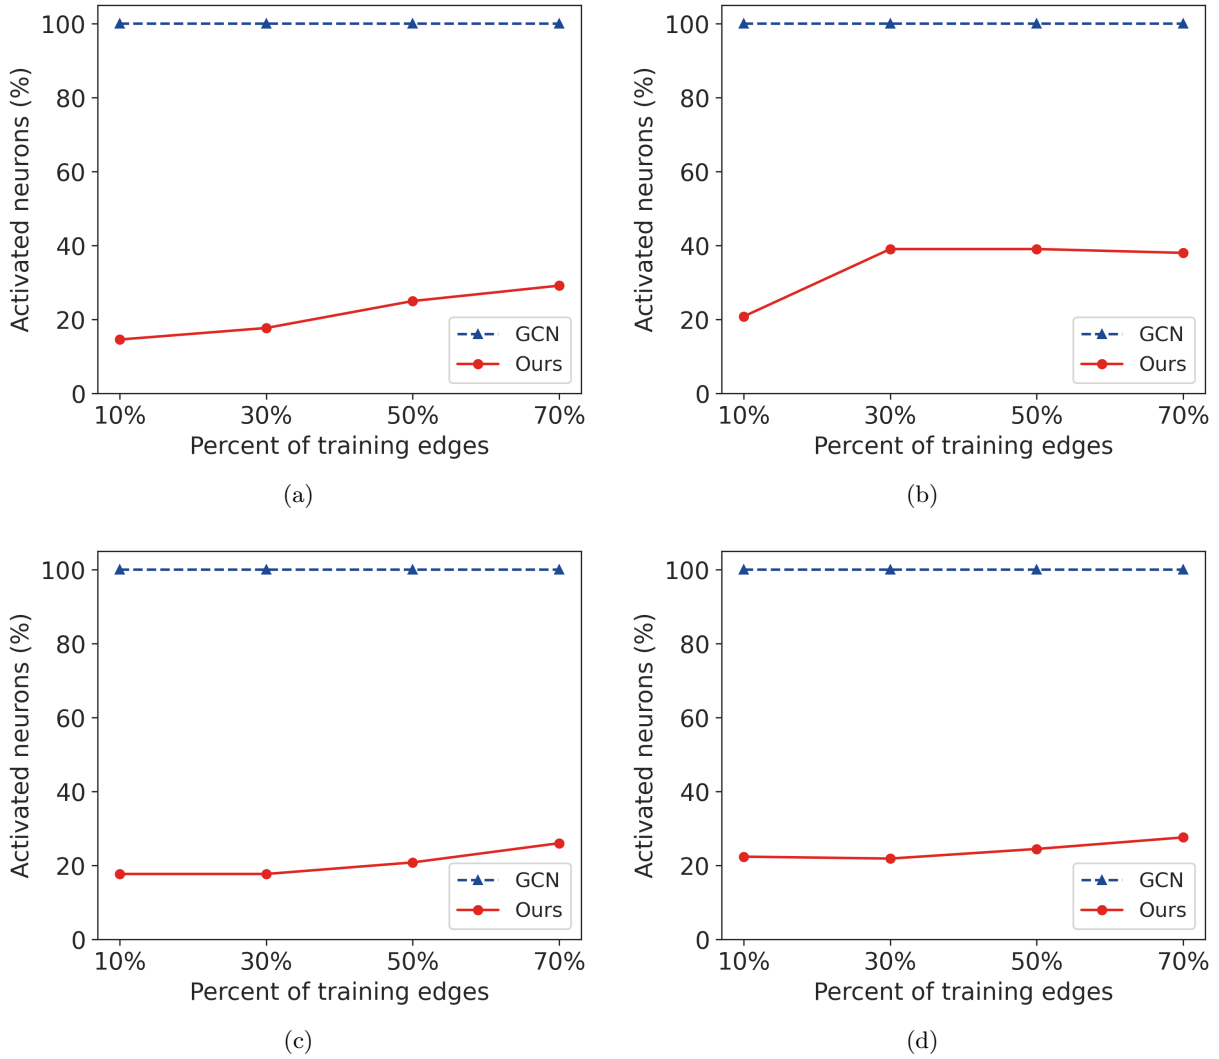 100
80
60
40
20
0
Activated neurons (%)
10% 30% 50% 70%
Percent of training edges
GCN
Ours
(a)
100
80
60
40
20
0
Activated neurons (%)
10% 30% 50% 70%
Percent of training edges
GCN
Ours
(b)
100
80
60
40
20
0
Activated neurons (%)
10% 30% 50% 70%
Percent of training edges
GCN
Ours
(c)
100
80
60
40
20
0
Activated neurons (%)
10% 30% 50% 70%
Percent of training edges
GCN
Ours
(d)